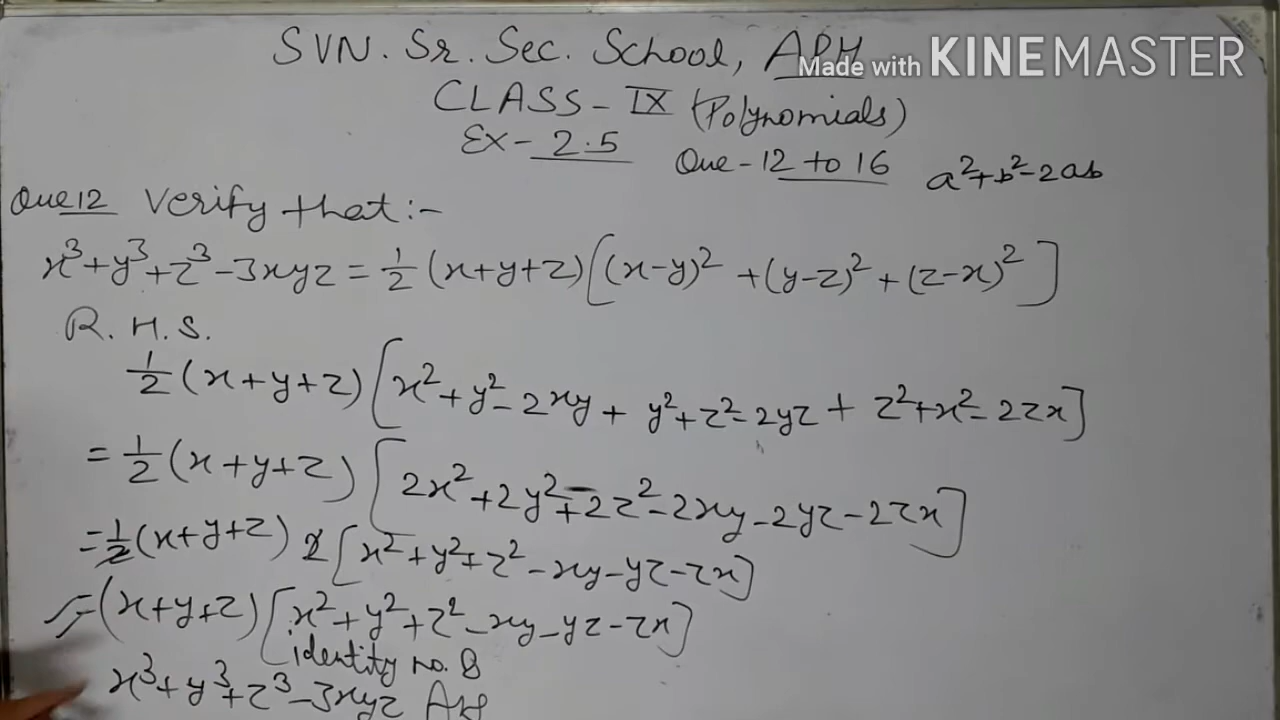 SVN. Sr. Sec. School, APH
Made with KINEMASTER
CLASS - IX (Polynomials)
Ex - 2.5
Que - 12 to 16
a²+b²-2ab
Que 12 Verify that :-
x³+y³+z³-3xyz = 1/2 (x+y+z) [(x-y)² + (y-z)² + (z-x)²]
R. H. S.
1/2 (x+y+z) [x²+y²-2xy + y²+z²-2yz + z²+x²-2zx]
= 1/2 (x+y+z) [2x²+2y²+2z²-2xy-2yz-2zx]
= 1/2 (x+y+z) 2 [x²+y²+z²-xy-yz-zx]
= (x+y+z) [x²+y²+z²-xy-yz-zx]
identity no. 8
x³+y³+z³-3xyz